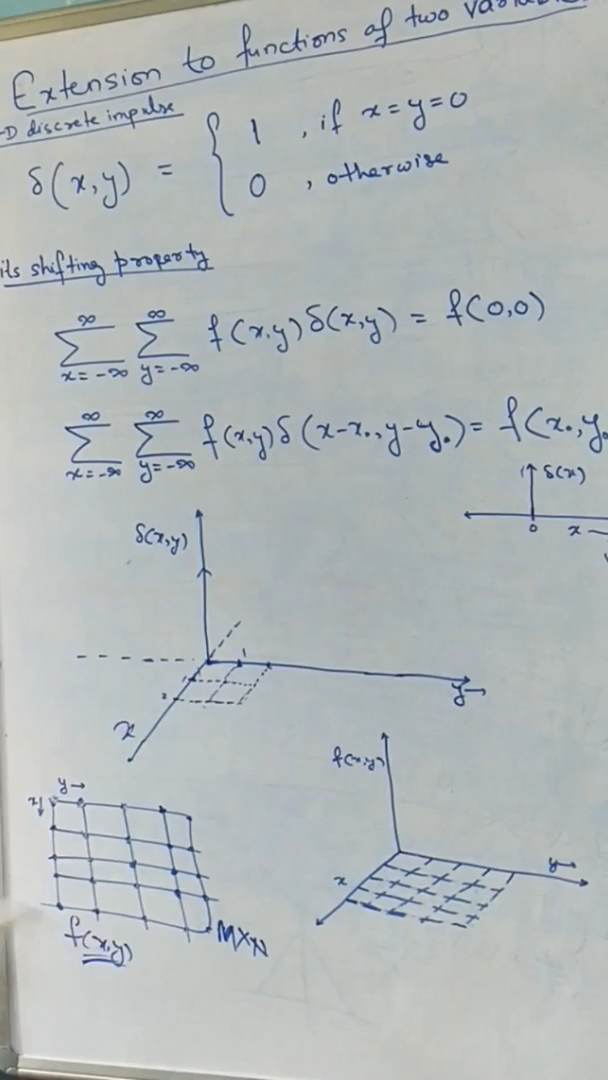 Extension to functions of two
-D discrete impulse
δ(x,y) = { 1 , if x=y=0
0 , otherwise
its shifting property
∞ ∞
∑ ∑ f(x,y) δ(x,y) = f(0,0)
x=-∞ y=-∞
∞ ∞
∑ ∑ f(x,y) δ(x-x₀, y-y₀) = f(x₀, y₀
x=-∞ y=-∞
δ(x)
0 x
δ(x,y)
1
y→
x
f(x,y)
y→
x
y→
x↓
f(x,y)
M×N